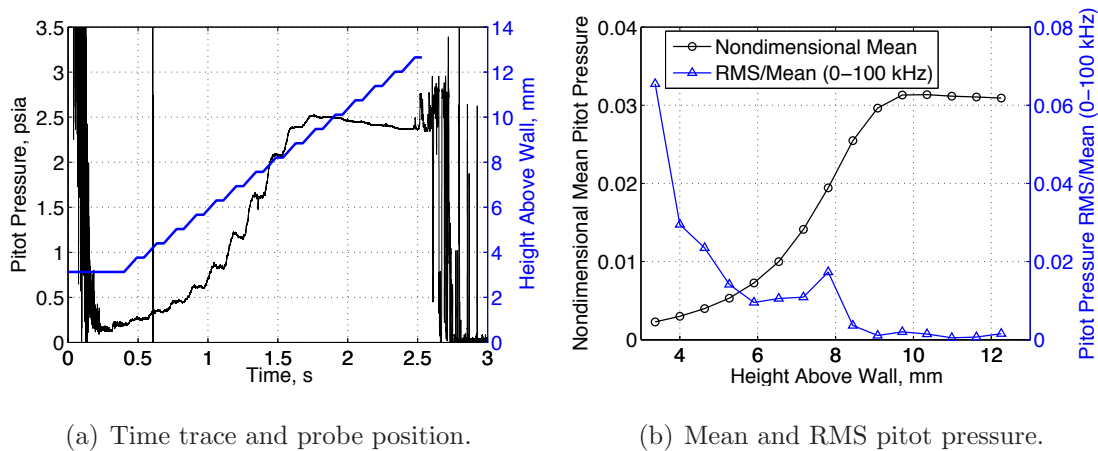 3.5
3
2.5
2
1.5
1
0.5
0
Pitot Pressure, psia
0 0.5 1 1.5 2 2.5 3
Time, s
14
12
10
8
6
4
2
0
Height Above Wall, mm
(a) Time trace and probe position.
0.04
0.03
0.02
0.01
0
Nondimensional Mean Pitot Pressure
Nondimensional Mean
RMS/Mean (0−100 kHz)
4 6 8 10 12
Height Above Wall, mm
0.08
0.06
0.04
0.02
0
Pitot Pressure RMS/Mean (0−100 kHz)
(b) Mean and RMS pitot pressure.